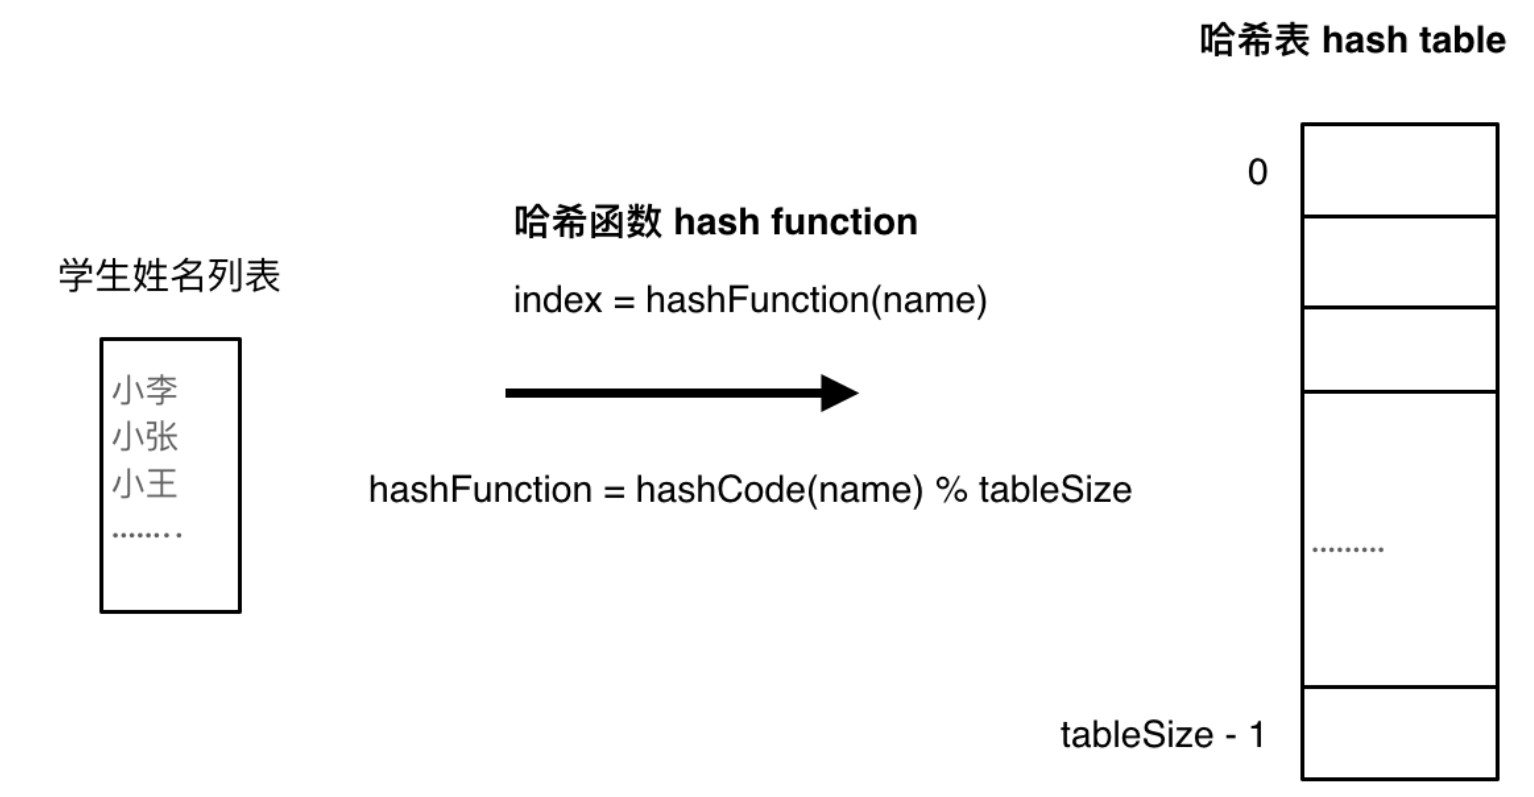 哈希表 hash table
0
哈希函数 hash function
学生姓名列表
index = hashFunction(name)
小李
小张
小王
........
hashFunction = hashCode(name) % tableSize
.........
tableSize - 1